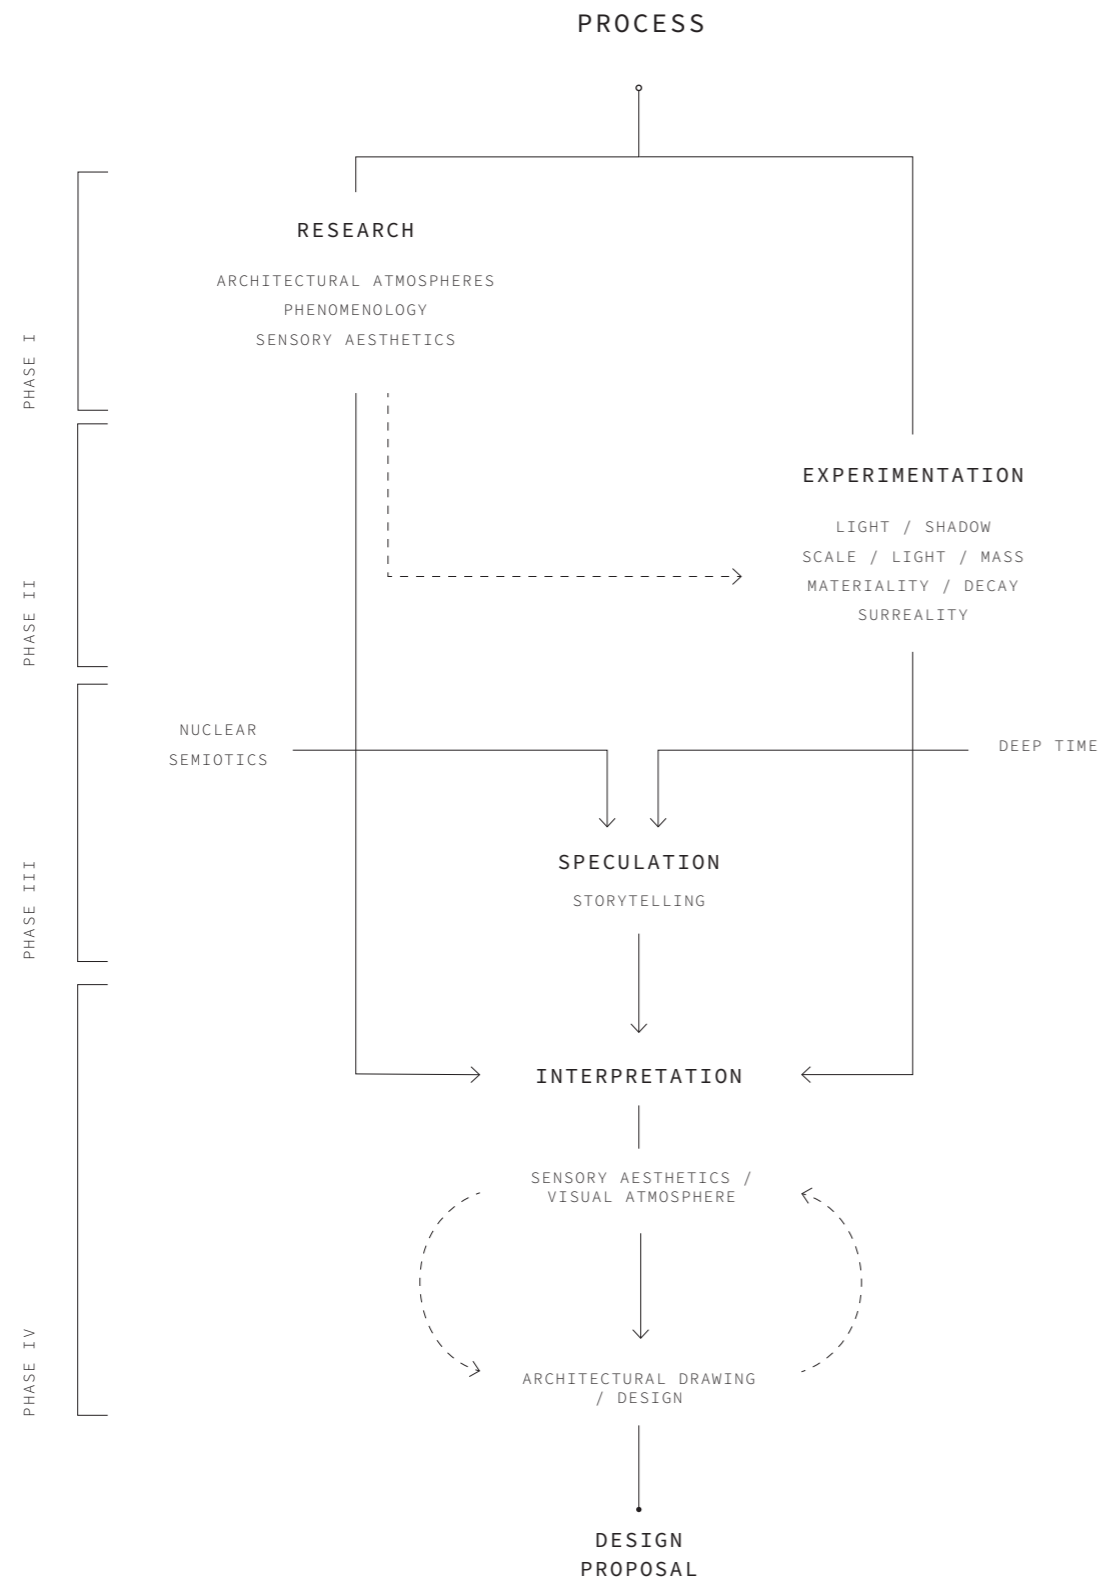 PROCESS
RESEARCH
ARCHITECTURAL ATMOSPHERES
PHENOMENOLOGY
SENSORY AESTHETICS
PHASE I
EXPERIMENTATION
LIGHT / SHADOW
SCALE / LIGHT / MASS
MATERIALITY / DECAY
SURREALITY
PHASE II
NUCLEAR
SEMIOTICS
DEEP TIME
SPECULATION
STORYTELLING
PHASE III
INTERPRETATION
SENSORY AESTHETICS /
VISUAL ATMOSPHERE
ARCHITECTURAL DRAWING
/ DESIGN
PHASE IV
DESIGN
PROPOSAL